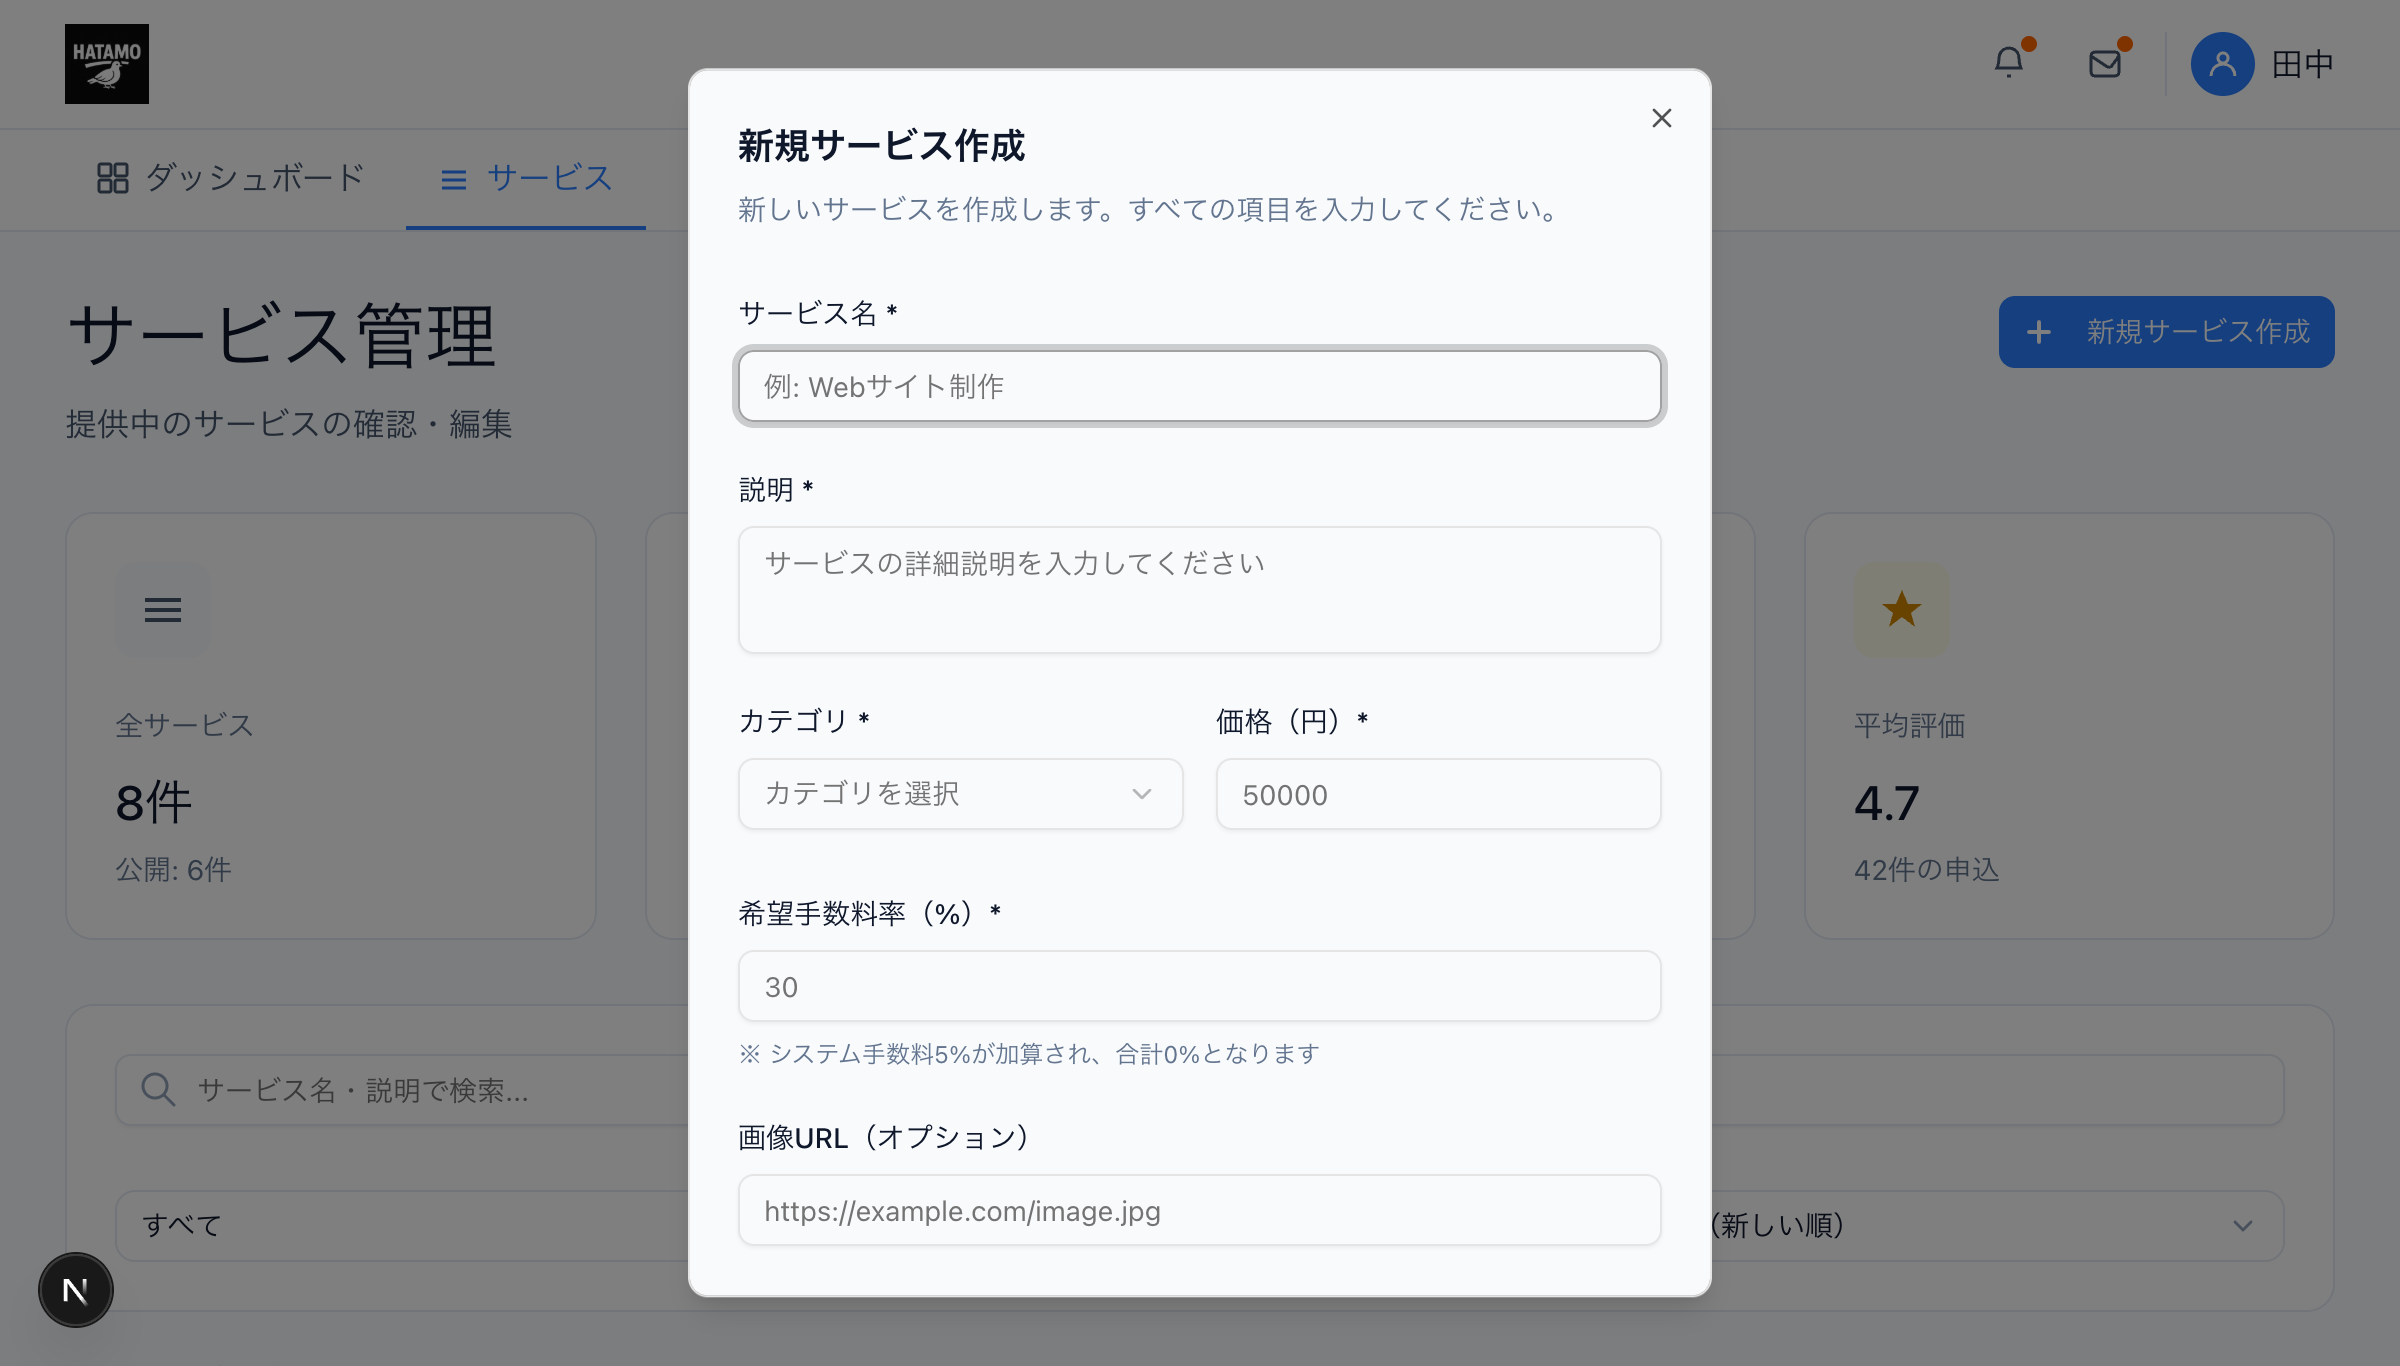 HATAMO
田中
ダッシュボード
サービス
サービス管理
提供中のサービスの確認・編集
新規サービス作成
全サービス
8件
公開: 6件
平均評価
4.7
42件の申込
サービス名・説明で検索...
すべて
(新しい順)
N
新規サービス作成
新しいサービスを作成します。すべての項目を入力してください。
サービス名 *
例: Webサイト制作
説明 *
サービスの詳細説明を入力してください
カテゴリ *
カテゴリを選択
価格（円） *
50000
希望手数料率（%） *
30
※ システム手数料5%が加算され、合計0%となります
画像URL（オプション）
https://example.com/image.jpg